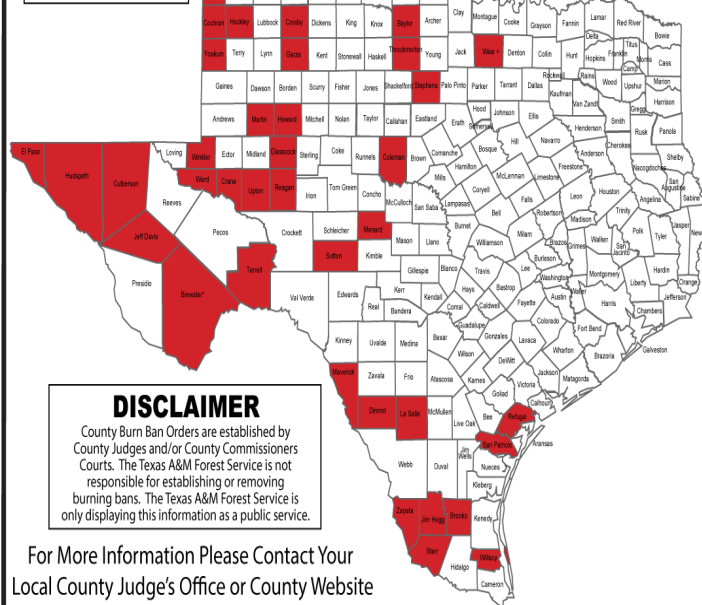 Clay Montague Cooke Grayson Fannin Lamar Red River Bowie
Cochran Hockley Lubbock Crosby Dickens King Knox Baylor Archer
Delta Titus
Yoakum Terry Lynn Garza Kent Stonewall Haskell Throckmorton Young Jack Wise + Denton Collin Hunt Hopkins Franklin Morris Cass
Camp
Gaines Dawson Borden Scurry Fisher Jones Shackelford Stephens Palo Pinto Parker Tarrant Dallas Rockwall Rains Wood Upshur Marion
Kaufman Van Zandt Gregg Harrison
Andrews Martin Howard Mitchell Nolan Taylor Callahan Eastland Erath Hood Somervell Johnson Ellis Henderson Smith Rusk Panola
El Paso Loving Winkler Ector Midland Glasscock Sterling Coke Runnels Coleman Brown Comanche Bosque Hill Navarro Anderson Cherokee Shelby
Hudspeth Culberson Ward Crane Upton Reagan Irion Tom Green Concho Mills Hamilton McLennan Limestone Freestone Nacogdoches San Augustine Sabine
Reeves McCulloch San Saba Lampasas Coryell Falls Leon Houston Angelina
Jeff Davis Pecos Crockett Schleicher Menard Mason Llano Burnet Bell Robertson Madison Trinity Polk Tyler Jasper New
Williamson Milam Brazos Grimes Walker San Jacinto
Presidio Brewster* Terrell Sutton Kimble Gillespie Blanco Travis Lee Burleson Washington Montgomery Liberty Hardin Orange
Val Verde Edwards Kerr Kendall Hays Bastrop Austin Waller Harris Jefferson
Real Bandera Comal Caldwell Fayette Chambers
Kinney Uvalde Medina Bexar Guadalupe Gonzales Lavaca Colorado Fort Bend Galveston
Wilson DeWitt Wharton Brazoria
Maverick Zavala Frio Atascosa Karnes Victoria Jackson Matagorda
Goliad Calhoun
Dimmit La Salle McMullen Live Oak Bee Refugio
San Patricio Aransas
Webb Duval Jim Wells Nueces
Kleberg
Zapata Jim Hogg Brooks Kenedy
Starr Hidalgo Willacy
Cameron
DISCLAIMER
County Burn Ban Orders are established by
County Judges and/or County Commissioners
Courts. The Texas A&M Forest Service is not
responsible for establishing or removing
burning bans. The Texas A&M Forest Service is
only displaying this information as a public service.
For More Information Please Contact Your
Local County Judge's Office or County Website